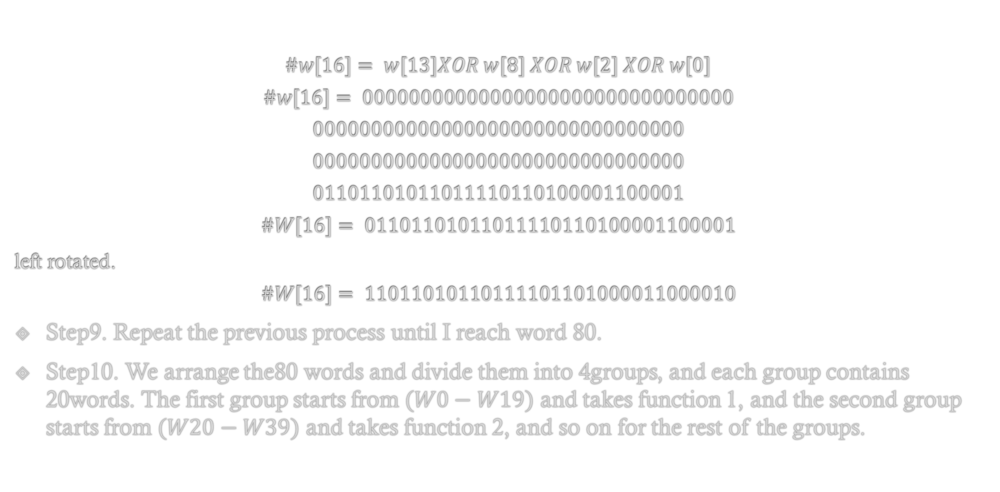 #w[16] = w[13]XOR w[8] XOR w[2] XOR w[0]
#w[16] = 00000000000000000000000000000000
00000000000000000000000000000000
00000000000000000000000000000000
01101101011011110110100001100001
#W[16] = 01101101011011110110100001100001
left rotated.
#W[16] = 11011010110111101101000011000010
Step9. Repeat the previous process until I reach word 80.
Step10. We arrange the80 words and divide them into 4groups, and each group contains
20words. The first group starts from (W0 − W19) and takes function 1, and the second group
starts from (W20 − W39) and takes function 2, and so on for the rest of the groups.